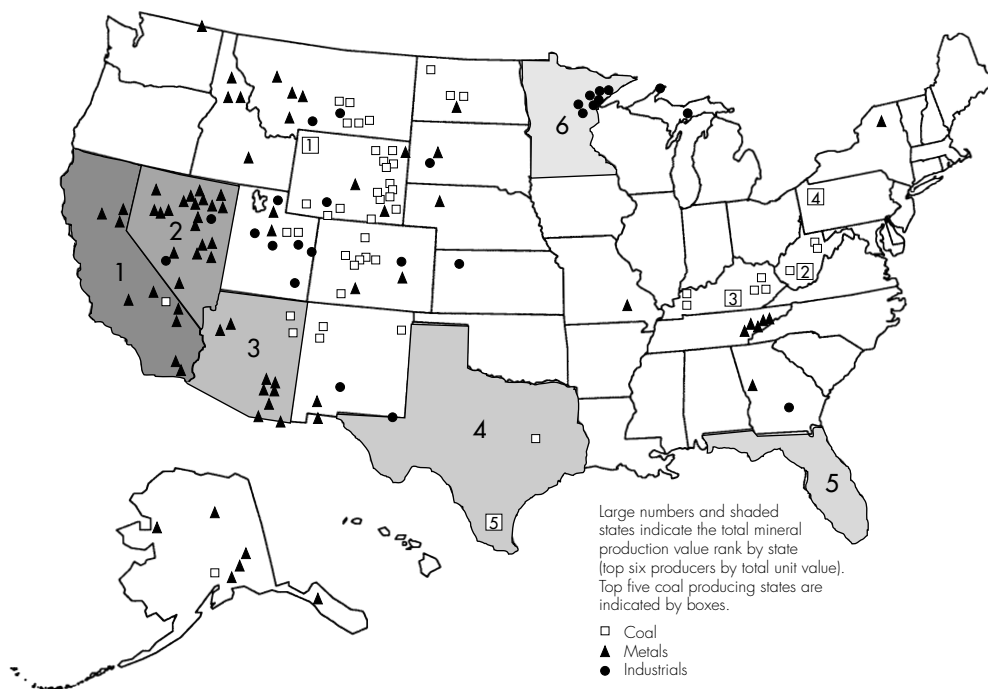 1
6
4
1
2
2
3
3
4
5
5
Large numbers and shaded
states indicate the total mineral
production value rank by state
(top six producers by total unit value).
Top five coal producing states are
indicated by boxes.
Coal
Metals
Industrials